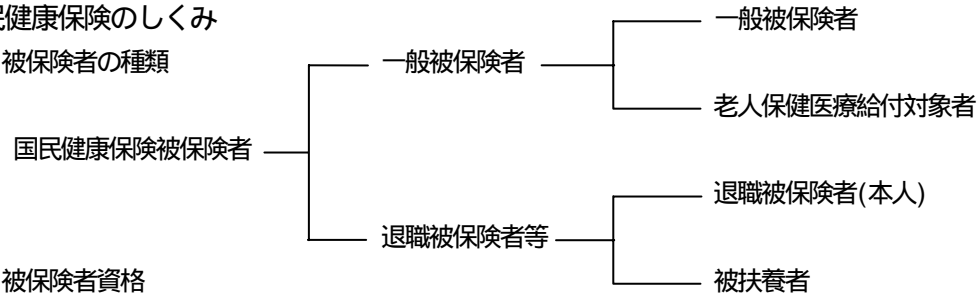 民健康保険のしくみ
一般被保険者
被保険者の種類
一般被保険者
老人保健医療給付対象者
国民健康保険被保険者
退職被保険者(本人)
退職被保険者等
被保険者資格
被扶養者